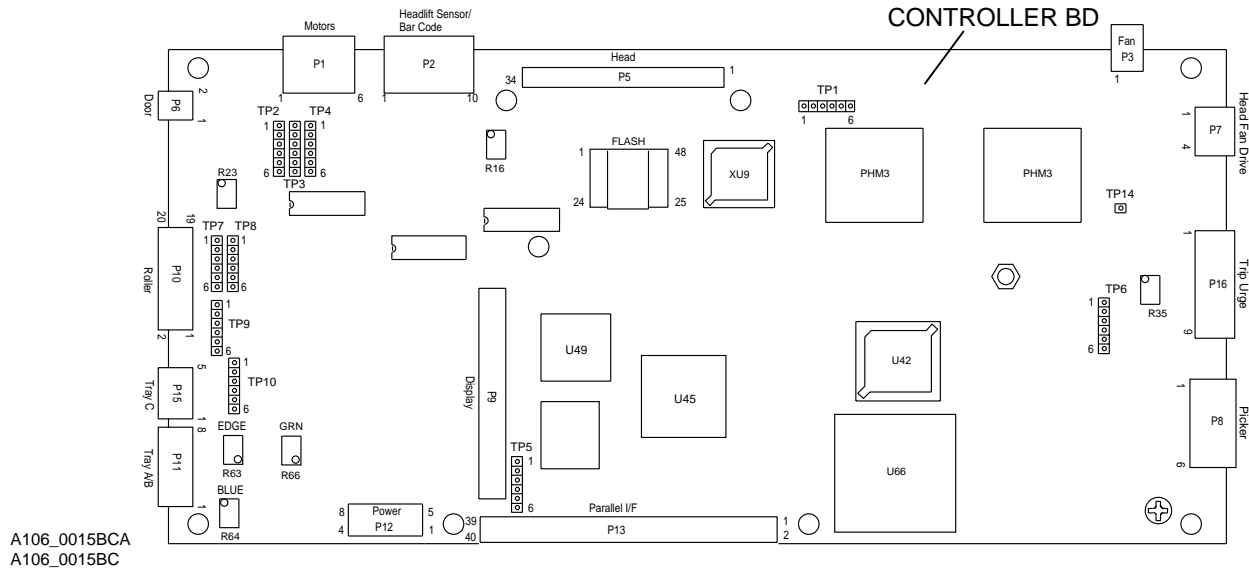 CONTROLLER BD
Motors
P1
1 6
Headlift Sensor/
Bar Code
P2
1 10
Head
34 P5 1
Fan
P3
1
Door
P6
2
1
TP2 TP4
1 1
6 6
TP3
R16
FLASH
1 48
24 25
XU9
TP1
1 6
PHM3
PHM3
1
P7
4
Head Fan Drive
TP14
R23
20 19
P10
Roller
2 1
TP7 TP8
1 1
6 6
1
TP9
6
1
TP10
6
5
P15
Tray C
1
8
P11
Tray A/B
1
EDGE
R63
GRN
R66
BLUE
R64
Display
P9
U49
U45
U42
U66
TP5
1
6
TP6
1
6
R35
1
P16
9
Trip Urge
1
P8
6
Picker
8 Power 5
4 P12 1
Parallel I/F
39 1
40 P13 2
A106_0015BCA
A106_0015BC